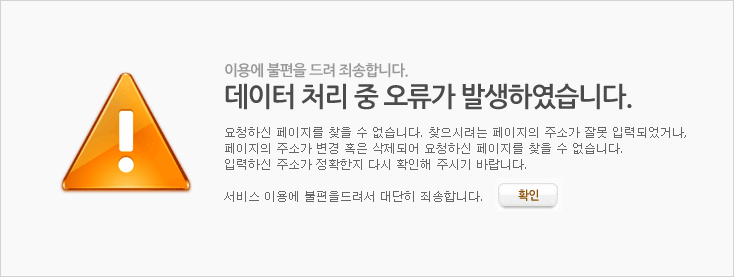 이용에 불편을 드려 죄송합니다.
데이터 처리 중 오류가 발생하였습니다.
요청하신 페이지를 찾을 수 없습니다. 찾으시려는 페이지의 주소가 잘못 입력되었거나,
페이지의 주소가 변경 혹은 삭제되어 요청하신 페이지를 찾을 수 없습니다.
입력하신 주소가 정확한지 다시 확인해 주시기 바랍니다.
서비스 이용에 불편을드려서 대단히 죄송합니다.
확인